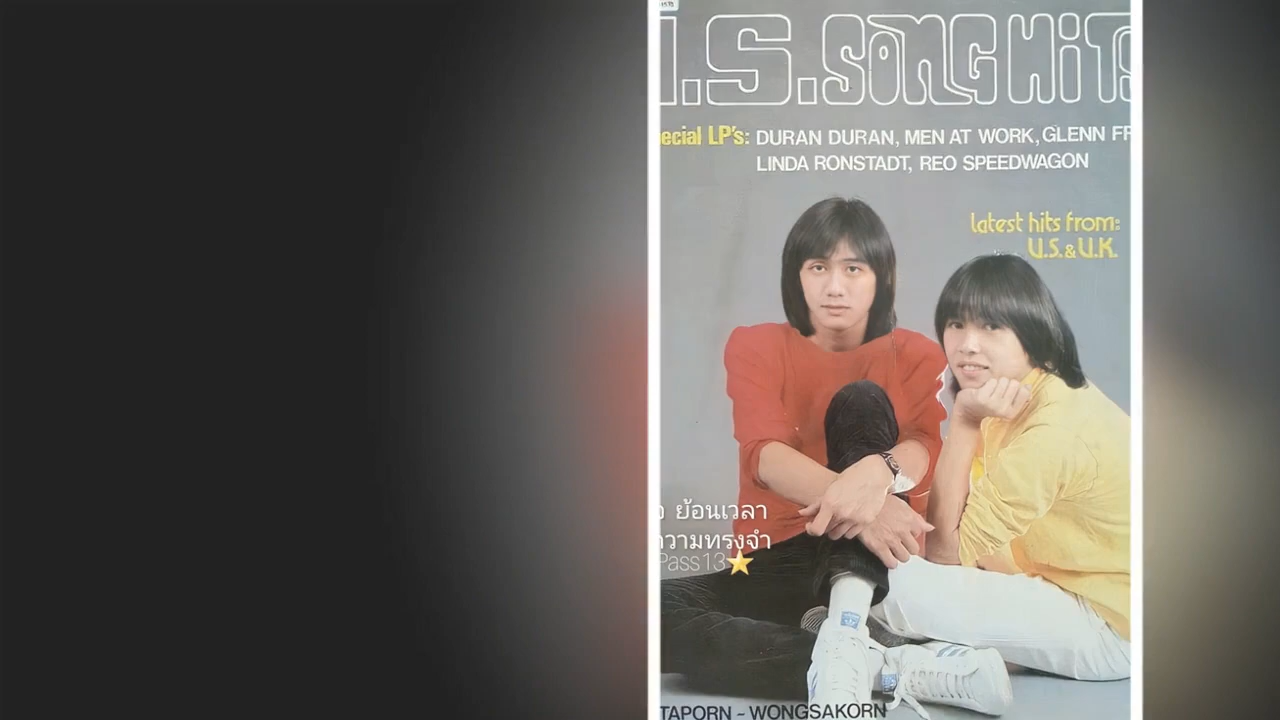 I.S.SONG HiTS
ecial LP's: DURAN DURAN, MEN AT WORK, GLENN FR
LINDA RONSTADT, REO SPEEDWAGON
latest hits from:
U.S. & U.K.
ย้อนเวลา
ความทรงจำ
Pass13⭐
TAPORN ~ WONGSAKORN